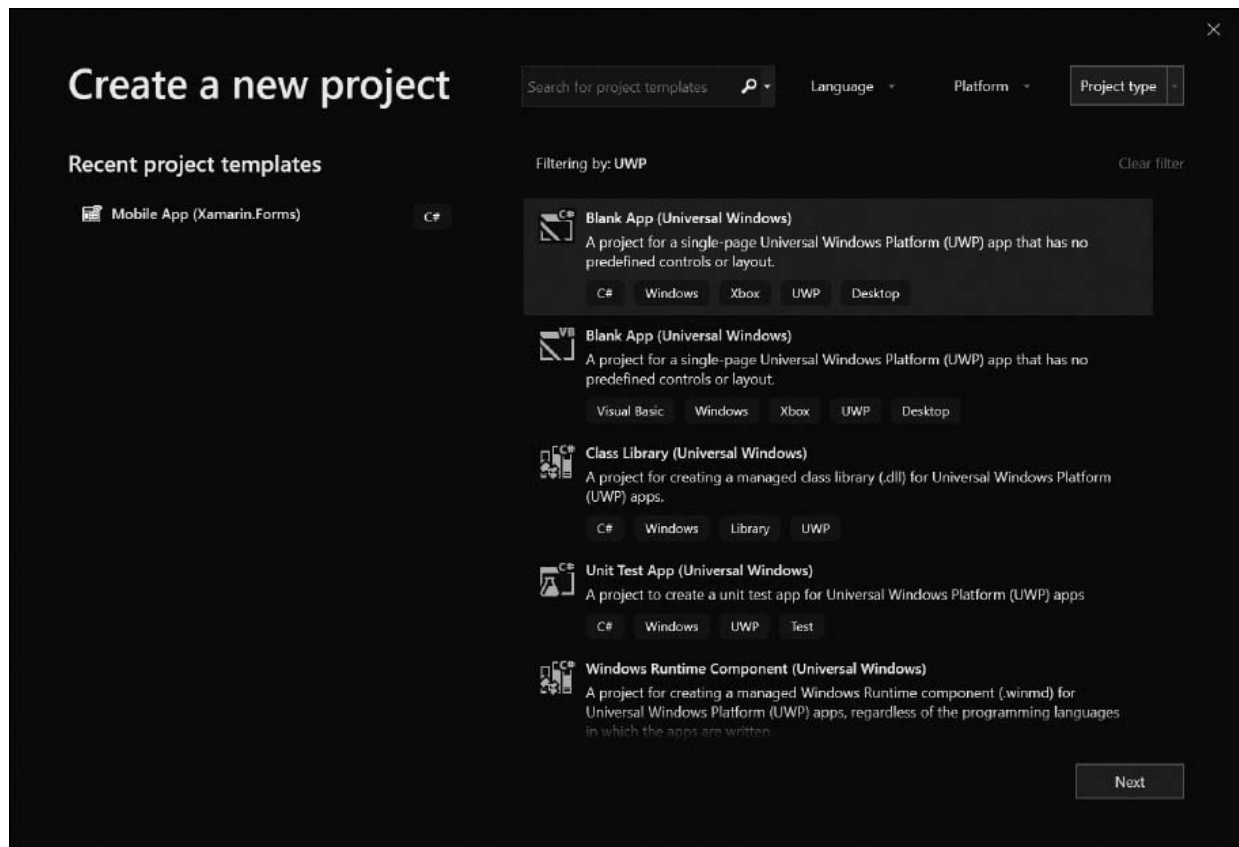 Create a new project
Search for project templates
Language
Platform
Project type
Recent project templates
Filtering by: UWP
Clear filter
Mobile App (Xamarin.Forms)
C#
C#
Blank App (Universal Windows)
A project for a single-page Universal Windows Platform (UWP) app that has no
predefined controls or layout.
C# Windows Xbox UWP Desktop
VB
Blank App (Universal Windows)
A project for a single-page Universal Windows Platform (UWP) app that has no
predefined controls or layout.
Visual Basic Windows Xbox UWP Desktop
C#
Class Library (Universal Windows)
A project for creating a managed class library (.dll) for Universal Windows Platform
(UWP) apps.
C# Windows Library UWP
C#
Unit Test App (Universal Windows)
A project to create a unit test app for Universal Windows Platform (UWP) apps
C# Windows UWP Test
C#
Windows Runtime Component (Universal Windows)
A project for creating a managed Windows Runtime component (.winmd) for
Universal Windows Platform (UWP) apps, regardless of the programming languages
in which the apps are written.
Next